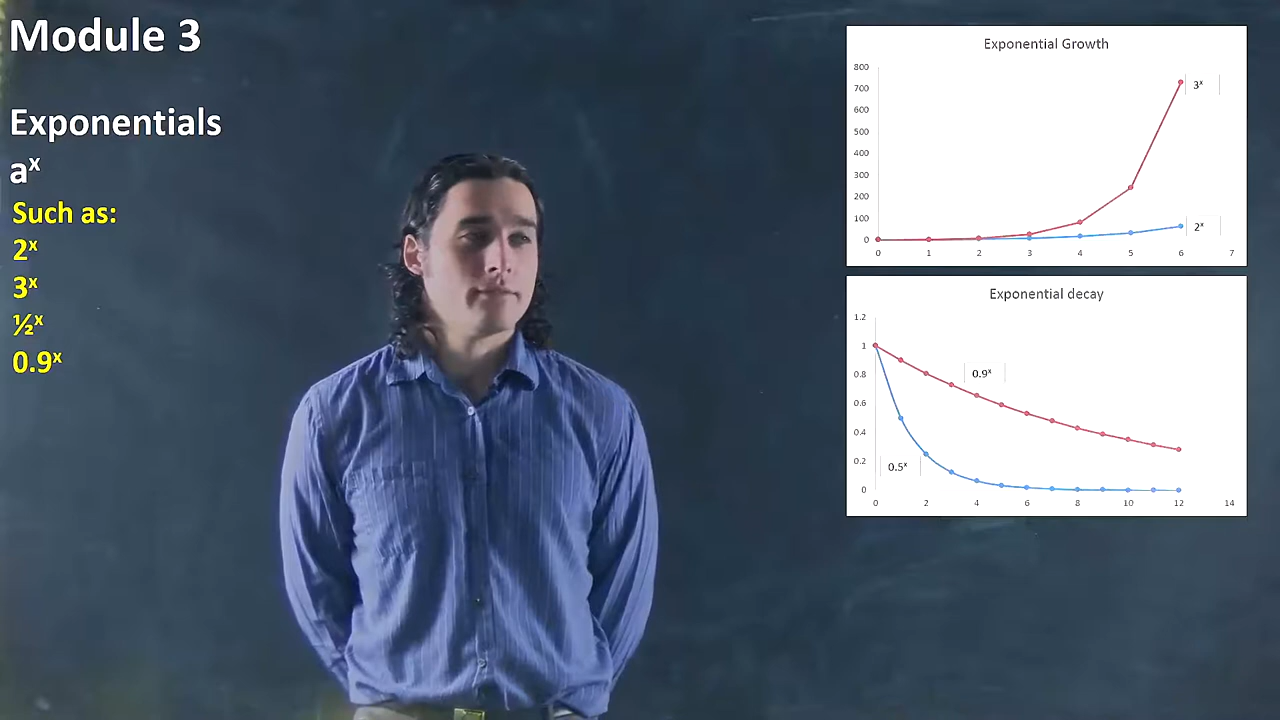 Module 3
Exponentials
aˣ
Such as:
2ˣ
3ˣ
½ˣ
0.9ˣ
Exponential Growth
800
700
600
500
400
300
200
100
0
0 1 2 3 4 5 6 7
3ˣ
2ˣ
Exponential decay
1.2
1
0.8
0.6
0.4
0.2
0
0 2 4 6 8 10 12 14
0.9ˣ
0.5ˣ